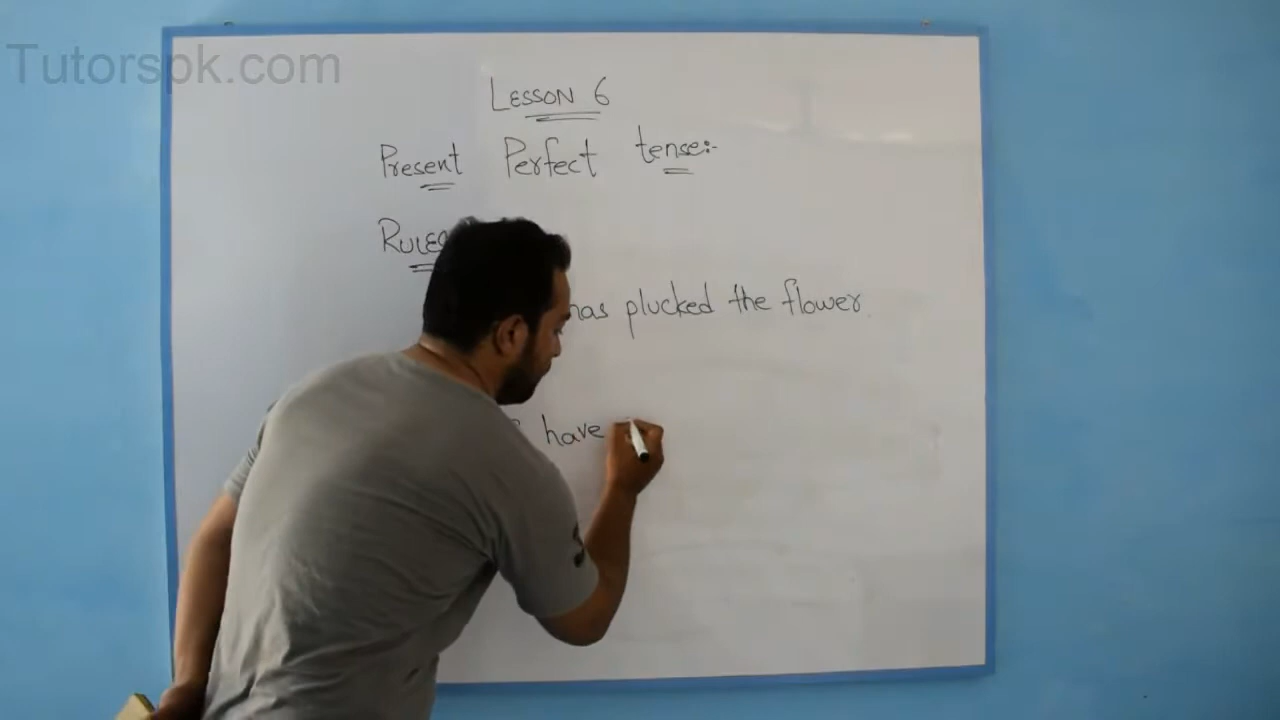 Tutorspk.com
LESSON 6
Present Perfect tense:-
RULES
has plucked the flower.
have